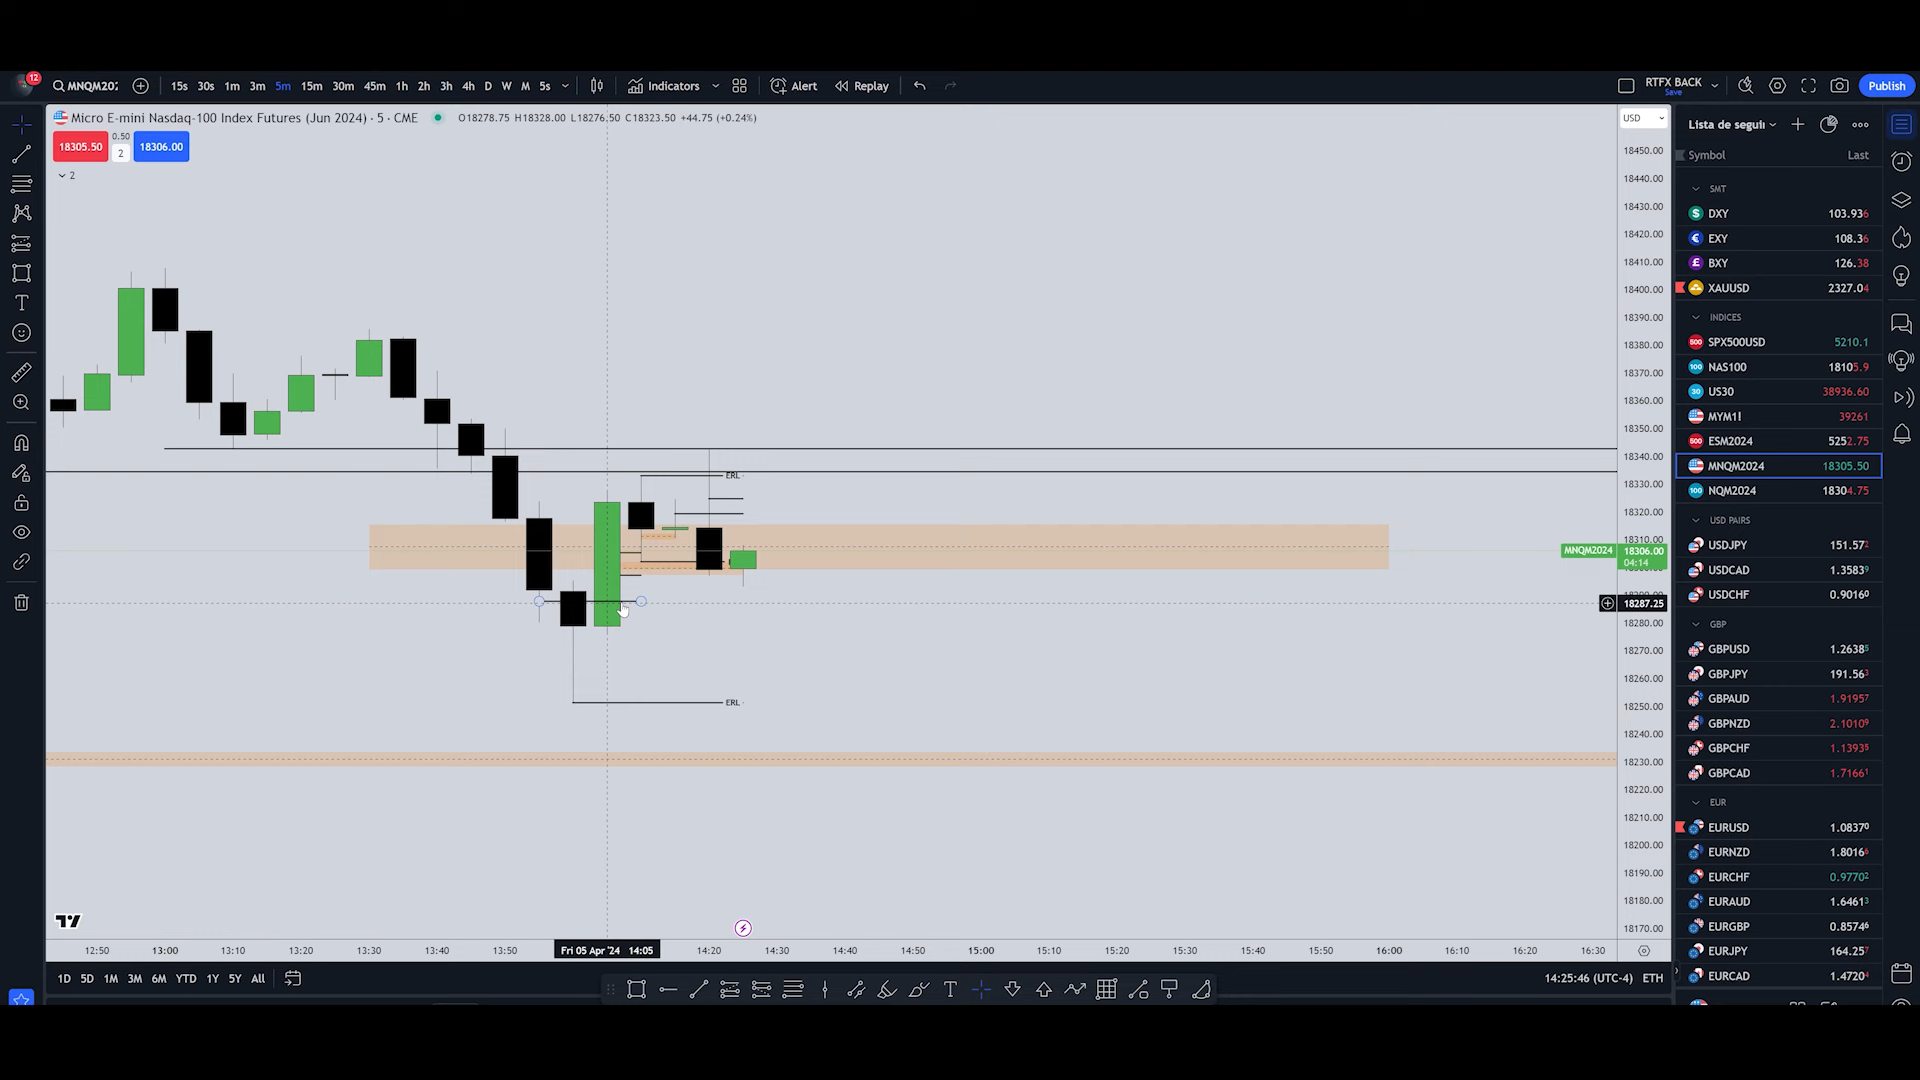 12
MNQM202
15s 30s 1m 3m 5m 15m 30m 45m 1h 2h 3h 4h D W M 5s
Indicators
Alert
Replay
RTFX BACK
Save
Publish
Micro E-mini Nasdaq-100 Index Futures (Jun 2024) · 5 · CME
O18278.75 H18328.00 L18276.50 C18323.50 +44.75 (+0.24%)
USD
18305.50
0.50
2
18306.00
2
18450.00
18440.00
18430.00
18420.00
18410.00
18400.00
18390.00
18380.00
18370.00
18360.00
18350.00
18340.00
18330.00
18320.00
18310.00
MNQM2024
18306.00
04:14
18287.25
18280.00
18270.00
18260.00
18250.00
18240.00
18230.00
18220.00
18210.00
18200.00
18190.00
18180.00
18170.00
ERL
ERL
12:50 13:00 13:10 13:20 13:30 13:40 13:50 Fri 05 Apr '24 14:05 14:20 14:30 14:40 14:50 15:00 15:10 15:20 15:30 15:40 15:50 16:00 16:10 16:20 16:30
1D 5D 1M 3M 6M YTD 1Y 5Y All
14:25:46 (UTC-4) ETH
Lista de segui
Symbol Last
SMT
DXY 103.936
EXY 108.36
BXY 126.38
XAUUSD 2327.04
INDICES
SPX500USD 5210.1
NAS100 18105.9
US30 38936.60
MYM1! 39261
ESM2024 5252.75
MNQM2024 18305.50
NQM2024 18304.75
USD PAIRS
USDJPY 151.572
USDCAD 1.35839
USDCHF 0.90160
GBP
GBPUSD 1.26385
GBPJPY 191.563
GBPAUD 1.91957
GBPNZD 2.10109
GBPCHF 1.13935
GBPCAD 1.71661
EUR
EURUSD 1.08370
EURNZD 1.80166
EURCHF 0.97702
EURAUD 1.64613
EURGBP 0.85746
EURJPY 164.257
EURCAD 1.47204